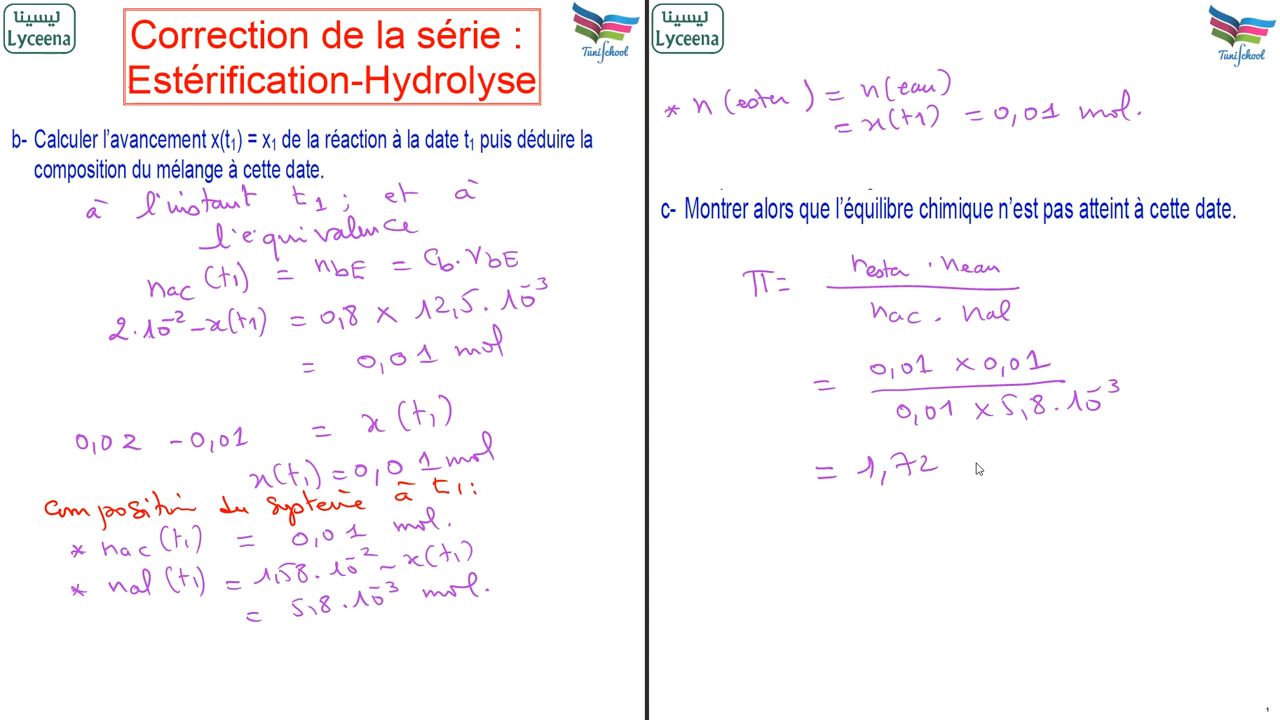 ليسينا
Lyceena
Correction de la série :
Estérification-Hydrolyse
TuniSchool
b- Calculer l'avancement x(t₁) = x₁ de la réaction à la date t₁ puis déduire la
composition du mélange à cette date.
à l'instant t1 ; et à
l'equivalence
nac (t1) = nbE = Cb . VbE
2.10⁻² - x(t1) = 0,8 × 12,5.10⁻³
= 0,01 mol
0,02 - 0,01 = x(t1)
x(t1) = 0,01 mol
Composition du système à t1 :
* nac (t1) = 0,01 mol.
* nal (t1) = 1,58.10⁻² - x(t1)
= 5,8.10⁻³ mol.
ليسينا
Lyceena
TuniSchool
* n (ester) = n(eau)
= x(t1) = 0,01 mol.
c- Montrer alors que l'équilibre chimique n'est pas atteint à cette date.
Π = nester . neau
nac . nal
= 0,01 × 0,01
0,01 × 5,8.10⁻³
= 1,72
1